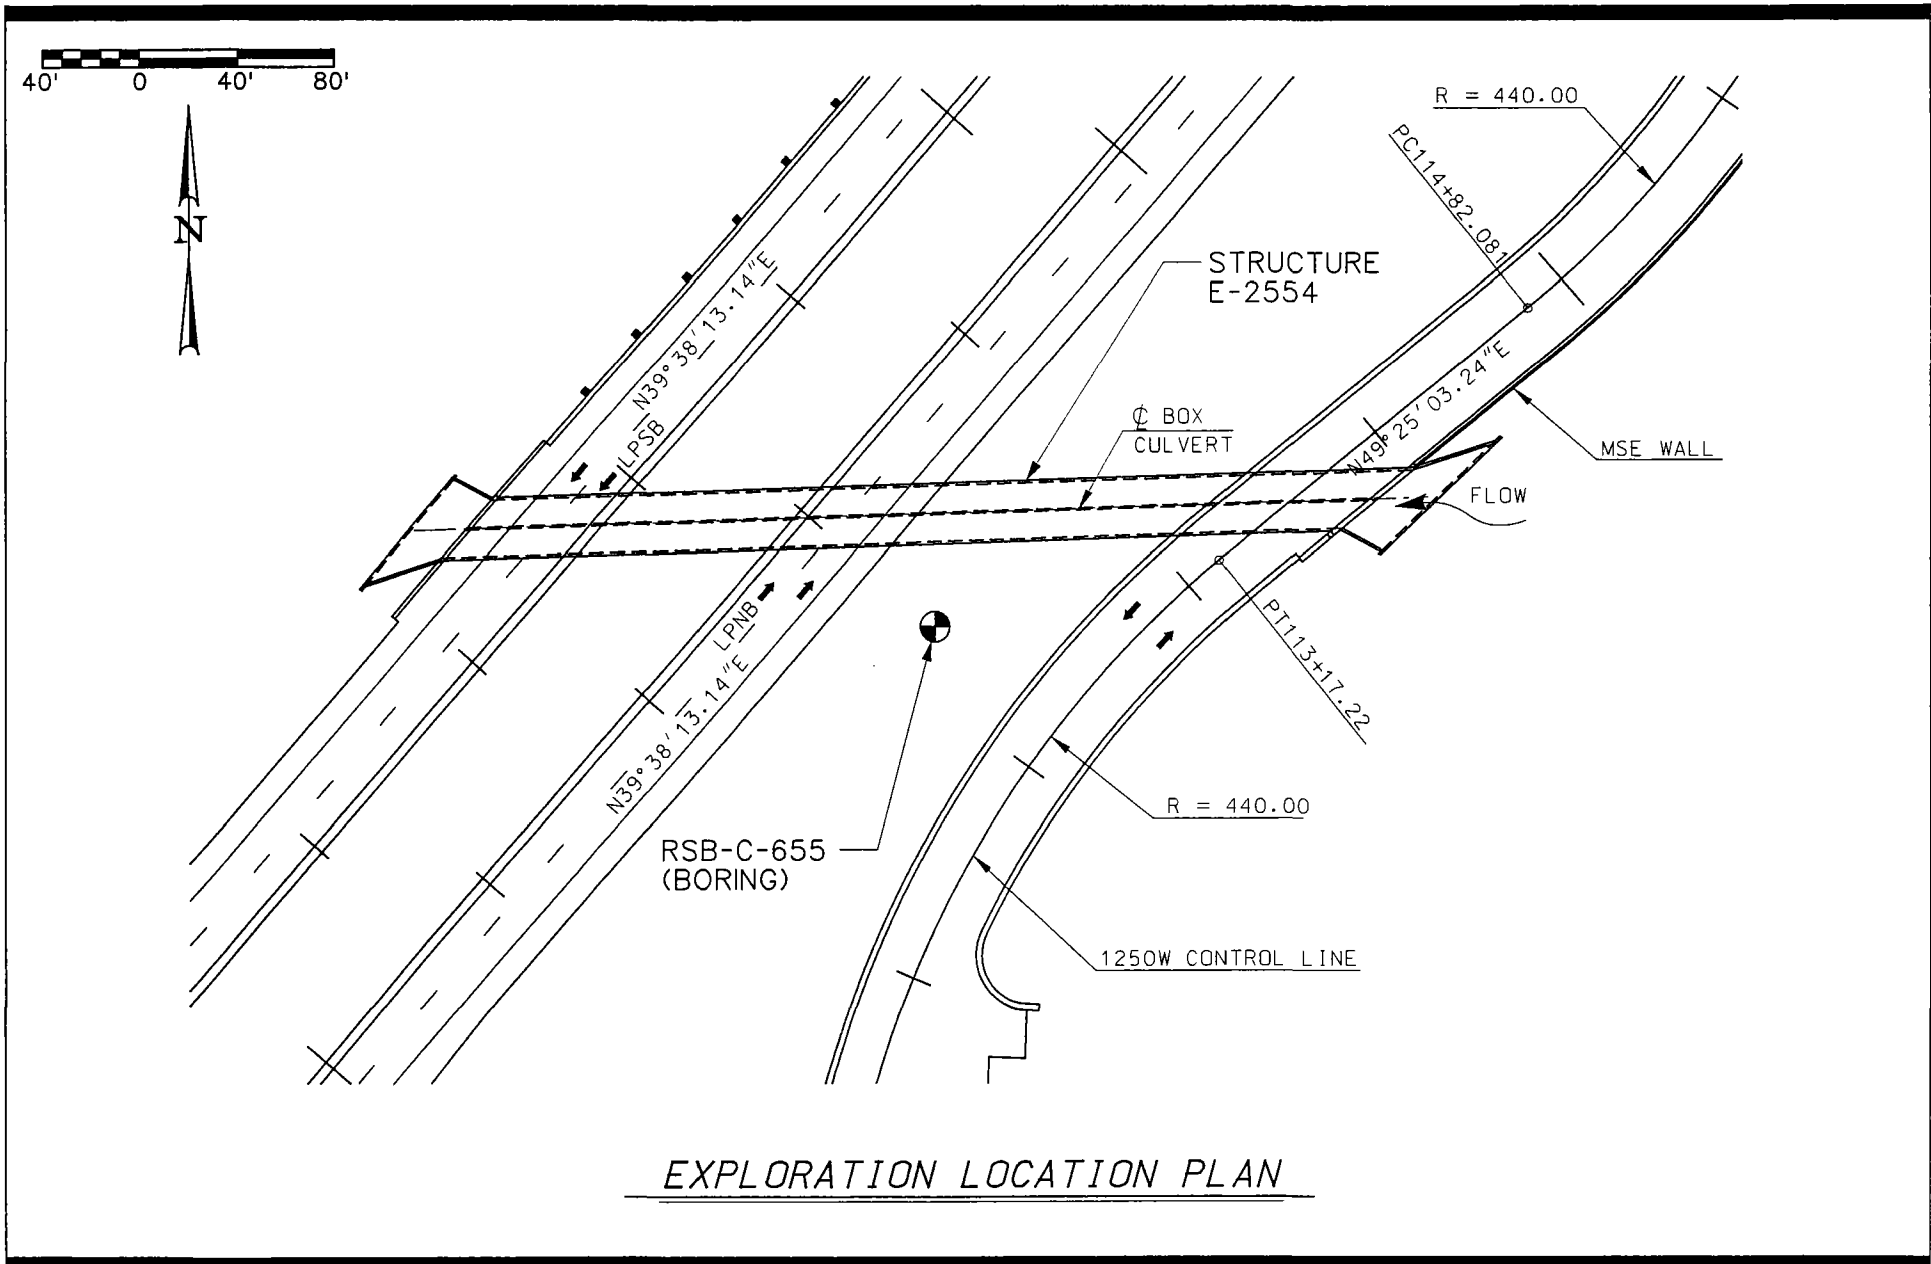 40' 0 40' 80'
N
R = 440.00
PC114+82.081
STRUCTURE
E-2554
N39°38'13.14"E
LPSB
₵ BOX
CULVERT
N49°25'03.24"E
MSE WALL
FLOW
LPNB
N39°38'13.14"E
PT113+17.22
R = 440.00
RSB-C-655
(BORING)
1250W CONTROL LINE
EXPLORATION LOCATION PLAN